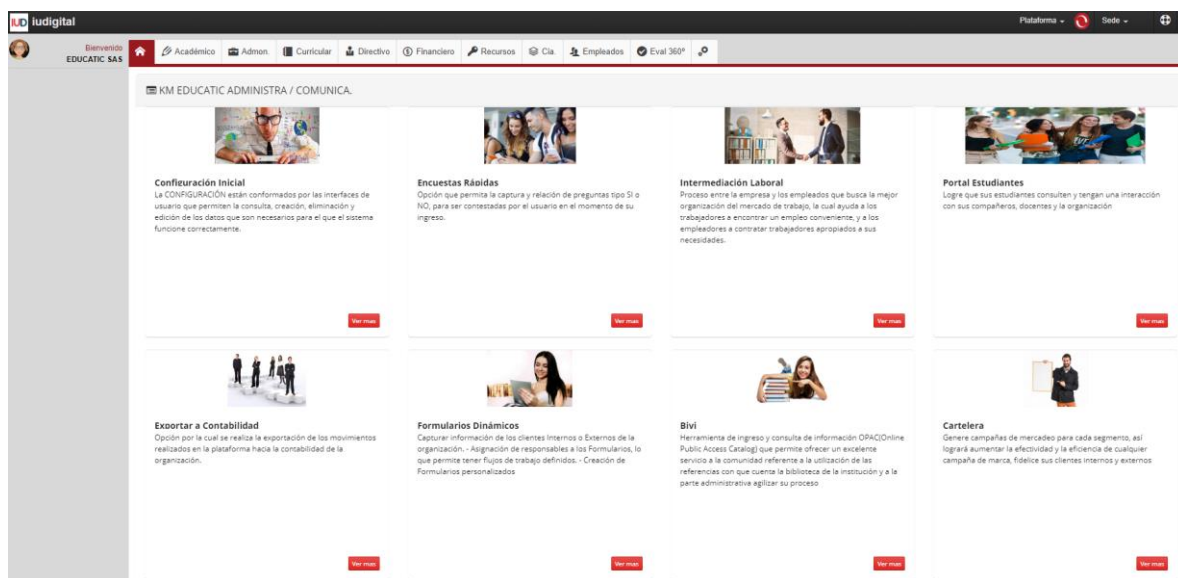 IUD iudigital
Plataforma
Sede
Bienvenido
EDUCATIC SAS
Académico
Admon.
Curricular
Directivo
Financiero
Recursos
Cia.
Empleados
Eval 360°
KM EDUCATIC ADMINISTRA / COMUNICA.
Configuración Inicial
La CONFIGURACIÓN están conformados por las interfaces de
usuario que permiten la consulta, creación, eliminación y
edición de los datos que son necesarios para el que el sistema
funcione correctamente.
Ver mas
Encuestas Rápidas
Opción que permita la captura y relación de preguntas tipo SI o
NO, para ser contestadas por el usuario en el momento de su
ingreso.
Ver mas
Intermediación Laboral
Proceso entre la empresa y los empleados que busca la mejor
organización del mercado de trabajo, la cual ayuda a los
trabajadores a encontrar un empleo conveniente, y a los
empleadores a contratar trabajadores apropiados a sus
necesidades.
Ver mas
Portal Estudiantes
Logre que sus estudiantes consulten y tengan una interacción
con sus compañeros, docentes y la organización
Ver mas
Exportar a Contabilidad
Opción por la cual se realiza la exportación de los movimientos
realizados en la plataforma hacia la contabilidad de la
organización.
Ver mas
Formularios Dinámicos
Capturar información de los clientes Internos o Externos de la
organización. - Asignación de responsables a los Formularios, lo
que permite tener flujos de trabajo definidos. - Creación de
Formularios personalizados
Ver mas
Bivi
Herramienta de ingreso y consulta de información OPAC(Online
Public Access Catalog) que permite ofrecer un excelente
servicio a la comunidad referente a la utilización de las
referencias con que cuenta la biblioteca de la institución y a la
parte administrativa agilizar su proceso
Ver mas
Cartelera
Genere campañas de mercadeo para cada segmento, así
logrará aumentar la efectividad y la eficiencia de cualquier
campaña de marca, fidelice sus clientes internos y externos
Ver mas